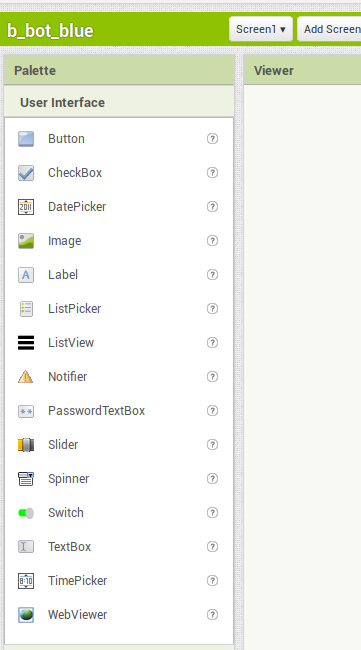 b_bot_blue
Screen1 ▾
Add Screen
Palette
Viewer
User Interface
Button
CheckBox
DatePicker
Image
Label
ListPicker
ListView
Notifier
PasswordTextBox
Slider
Spinner
Switch
TextBox
TimePicker
WebViewer